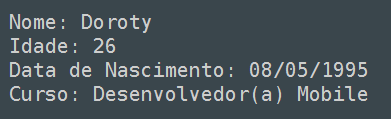 Nome: Doroty
Idade: 26
Data de Nascimento: 08/05/1995
Curso: Desenvolvedor(a) Mobile